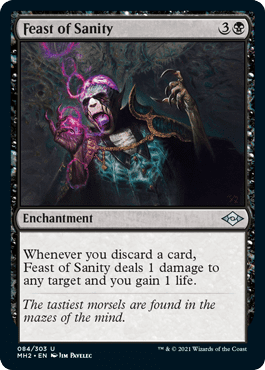 Feast of Sanity 3
Enchantment
Whenever you discard a card,
Feast of Sanity deals 1 damage to
any target and you gain 1 life.
The tastiest morsels are found in the
mazes of the mind.
084/303 U
MH2 • EN JIM PAVELEC
™ & © 2021 Wizards of the Coast